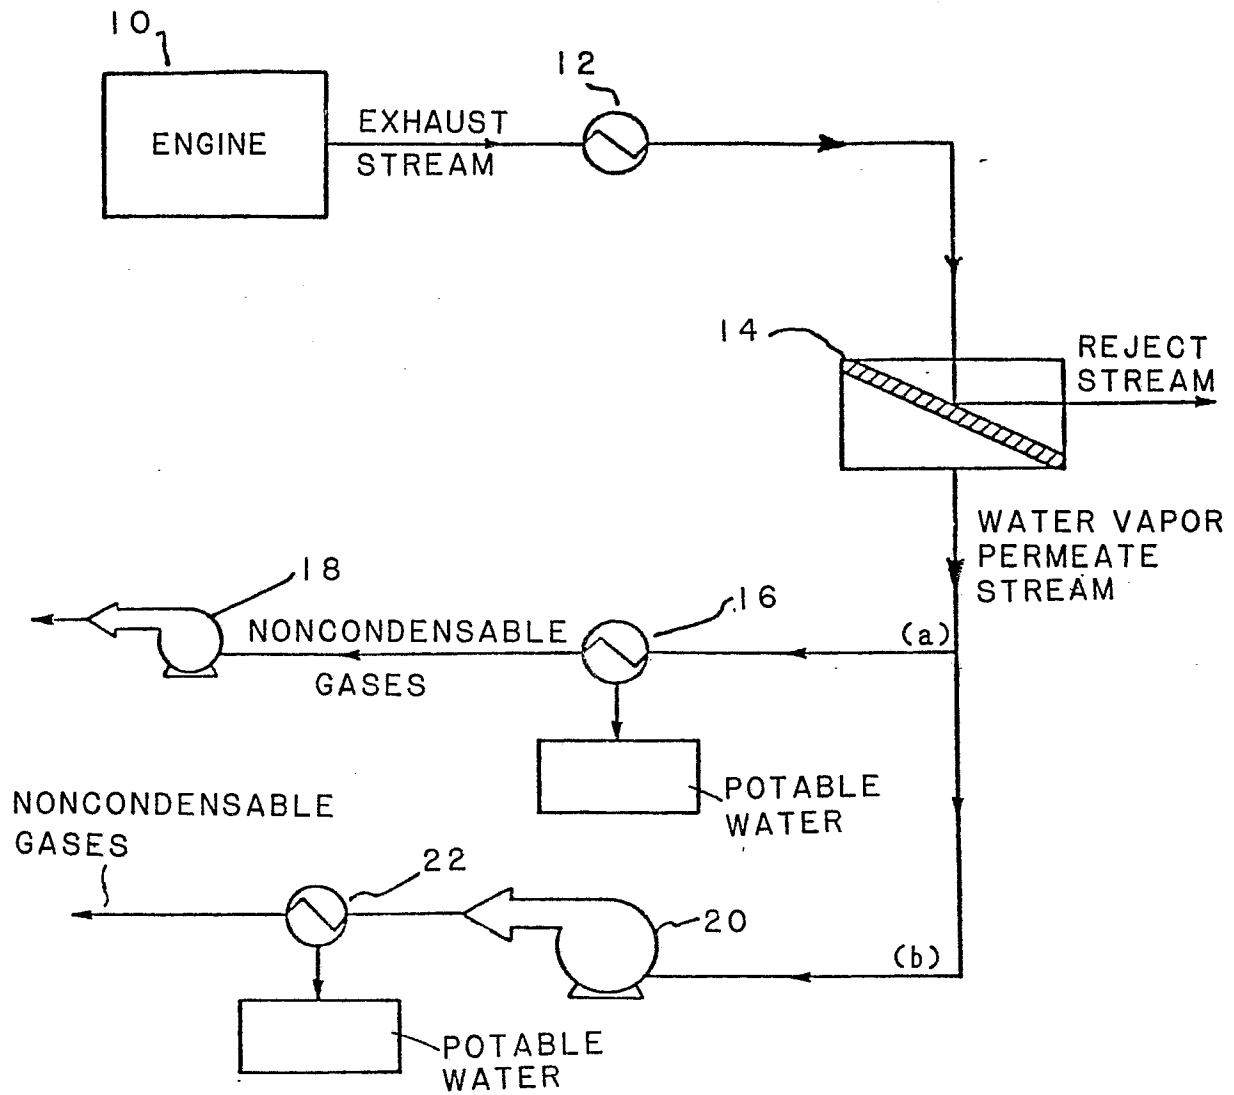 10
12
ENGINE
EXHAUST
STREAM
14
REJECT
STREAM
WATER VAPOR
PERMEATE
STREAM
18
16
NONCONDENSABLE
GASES
(a)
POTABLE
WATER
NONCONDENSABLE
GASES
22
20
(b)
POTABLE
WATER